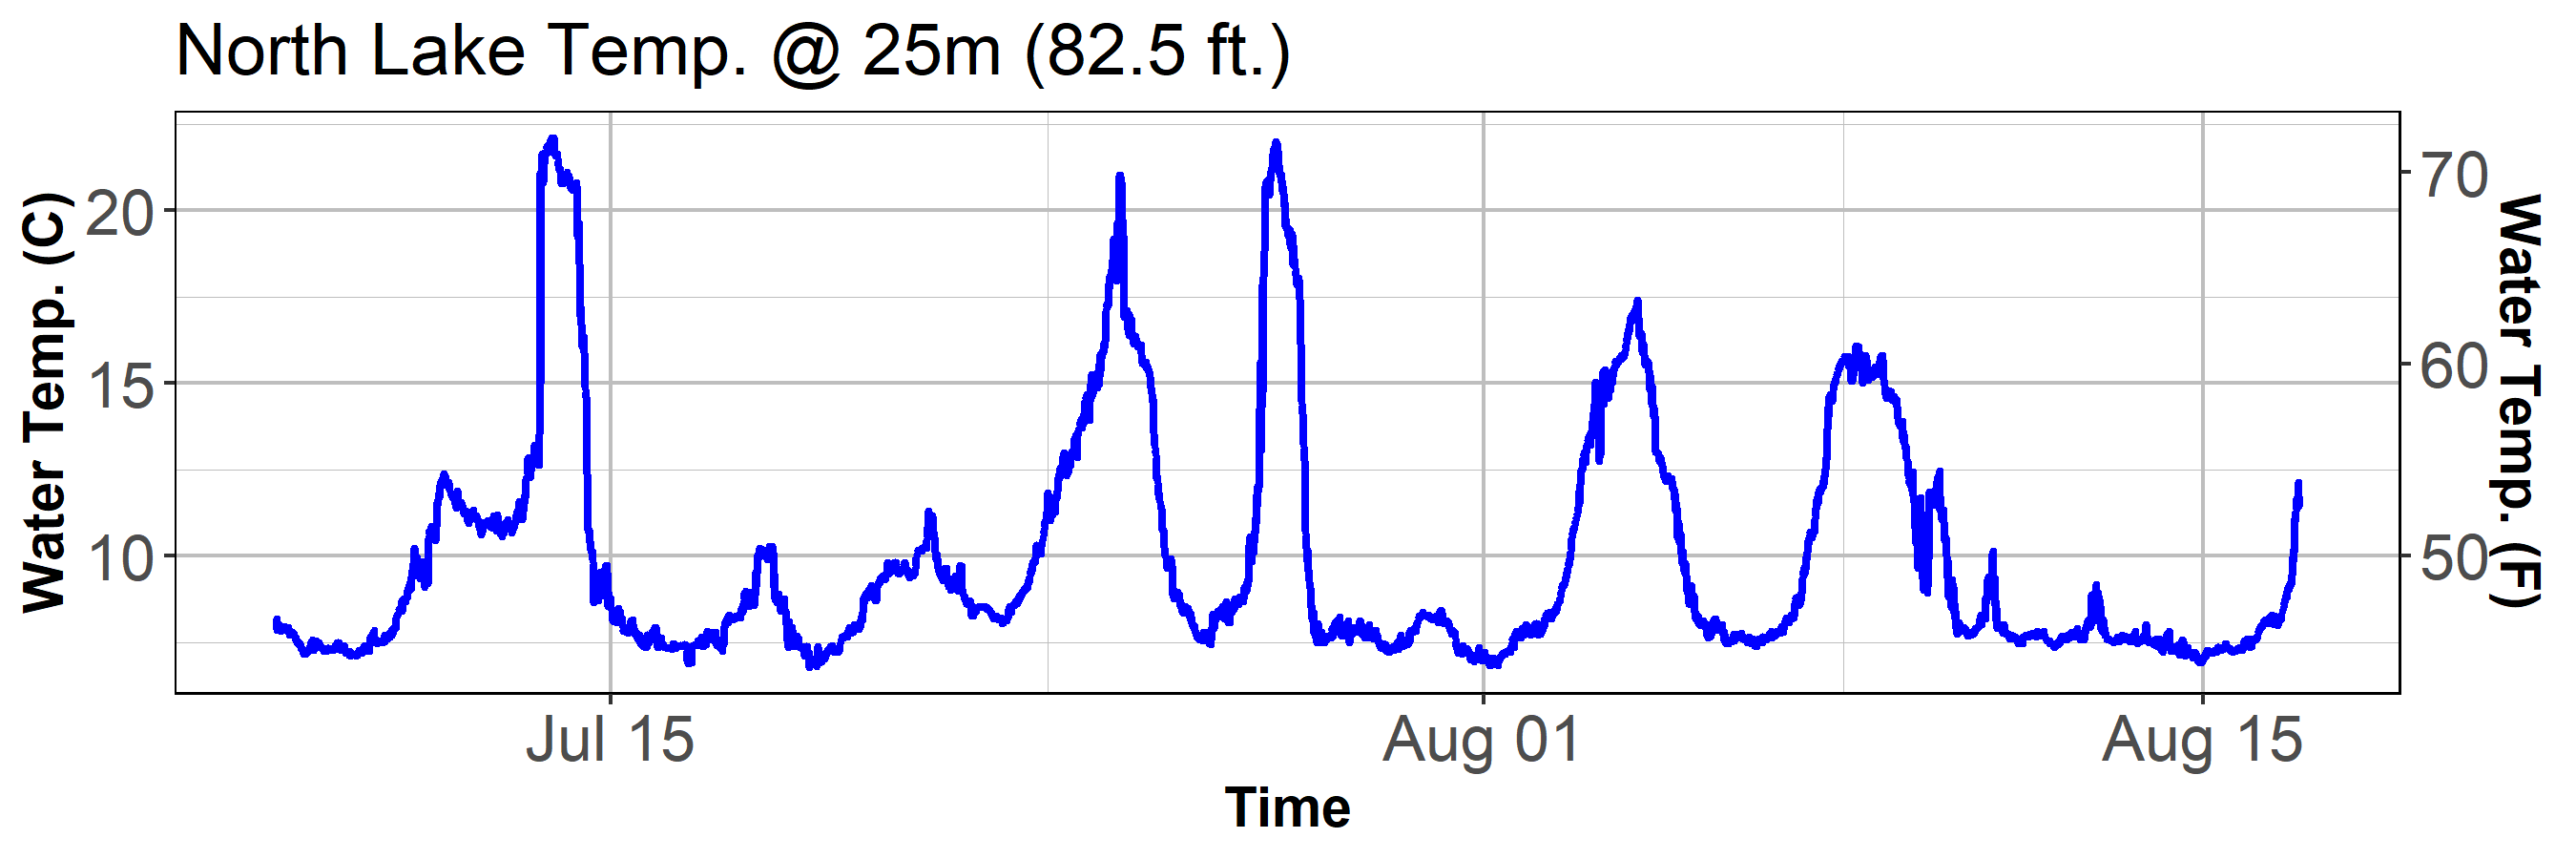 North Lake Temp. @ 25m (82.5 ft.)
Water Temp. (C)
20
15
10
70
60
50
Water Temp. (F)
Jul 15
Aug 01
Aug 15
Time